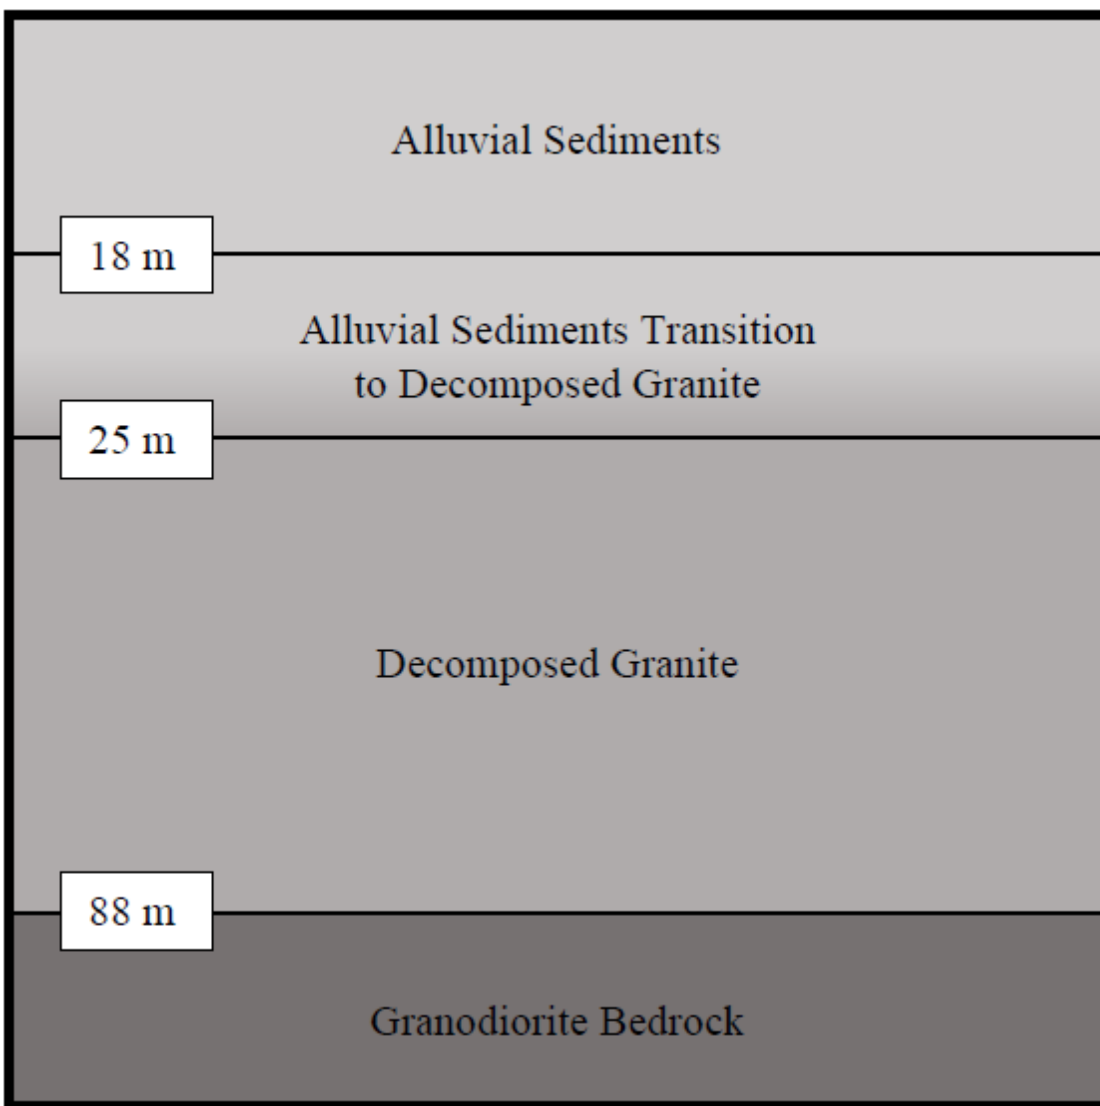 Alluvial Sediments
18 m
Alluvial Sediments Transition
to Decomposed Granite
25 m
Decomposed Granite
88 m
Granodiorite Bedrock